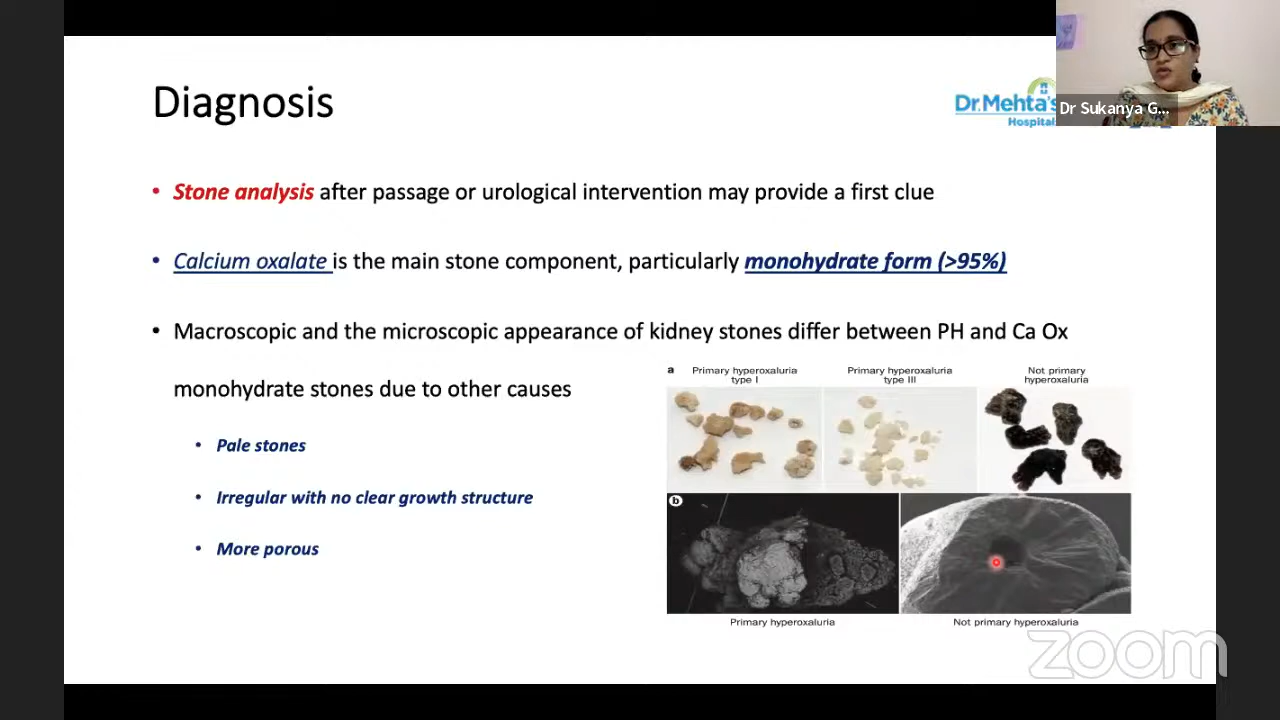 Diagnosis
Dr.Mehta's
Hospitals
Dr Sukanya G...
• Stone analysis after passage or urological intervention may provide a first clue
• Calcium oxalate is the main stone component, particularly monohydrate form (>95%)
• Macroscopic and the microscopic appearance of kidney stones differ between PH and Ca Ox
monohydrate stones due to other causes
• Pale stones
• Irregular with no clear growth structure
• More porous
a Primary hyperoxaluria
type I
Primary hyperoxaluria
type III
Not primary
hyperoxaluria
b
Primary hyperoxaluria
Not primary hyperoxaluria
zoom